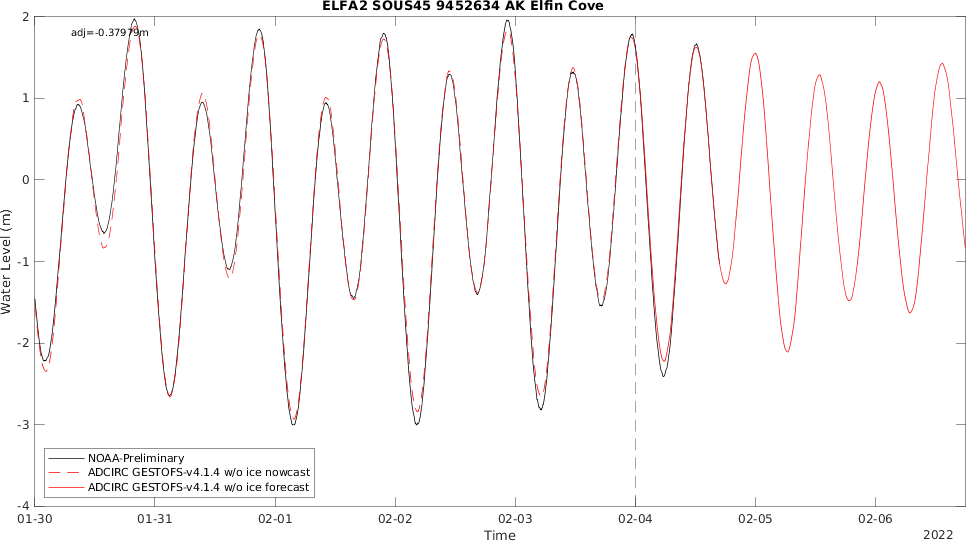 ELFA2 SOUS45 9452634 AK Elfin Cove
adj=-0.37979m
2
1
0
-1
-2
-3
-4
Water Level (m)
NOAA-Preliminary
ADCIRC GESTOFS-v4.1.4 w/o ice nowcast
ADCIRC GESTOFS-v4.1.4 w/o ice forecast
01-30 01-31 02-01 02-02 02-03 02-04 02-05 02-06
Time
2022